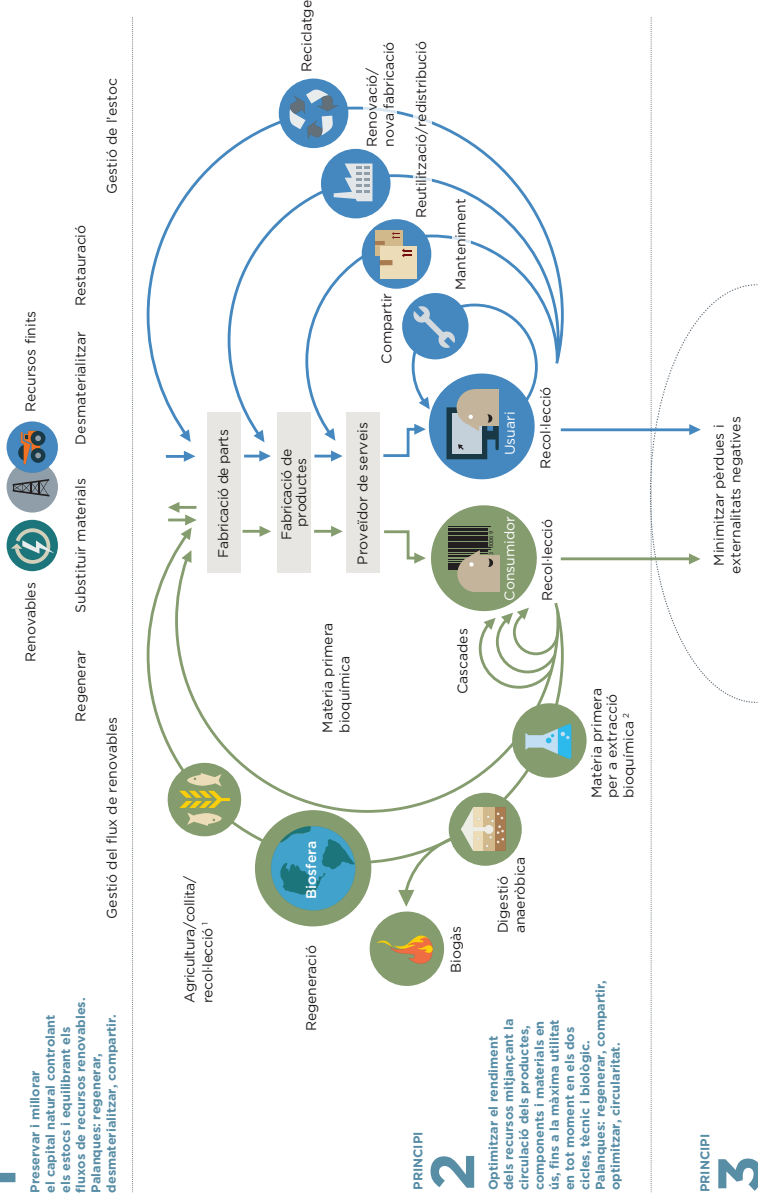 Preservar i millorar
el capital natural controlant
els estocs i equilibrant els
fluxos de recursos renovables.
Palanques: regenerar,
desmaterialitzar, compartir.
Renovables
Recursos finits
Regenerar
Substituir materials
Desmaterialitzar
Restauració
Gestió del flux de renovables
Gestió de l'estoc
PRINCIPI
2
Optimitzar el rendiment
dels recursos mitjançant la
circulació dels productes,
components i materials en
ús, fins a la màxima utilitat
en tot moment en els dos
cicles, tècnic i biològic.
Palanques: regenerar, compartir,
optimitzar, circularitat.
Agricultura/collita/
recol·lecció 1
Regeneració
Biosfera
Biogàs
Digestió
anaeròbica
Matèria primera
per a extracció
bioquímica 2
Matèria primera
bioquímica
Cascades
Fabricació de parts
Fabricació de
productes
Proveïdor de serveis
Consumidor
Usuari
Recol·lecció
Recol·lecció
Compartir
Manteniment
Reutilització/redistribució
Renovació/
nova fabricació
Reciclatge
PRINCIPI
3
Minimitzar pèrdues i
externalitats negatives